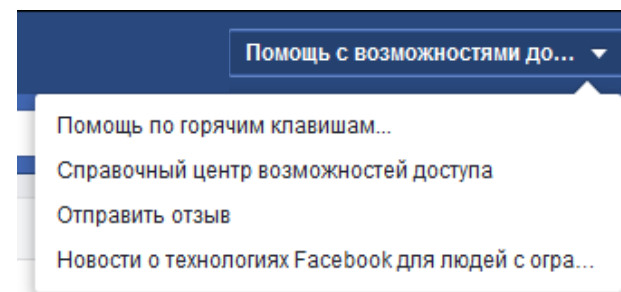 Помощь с возможностями до...
Помощь по горячим клавишам...
Справочный центр возможностей доступа
Отправить отзыв
Новости о технологиях Facebook для людей с огра...